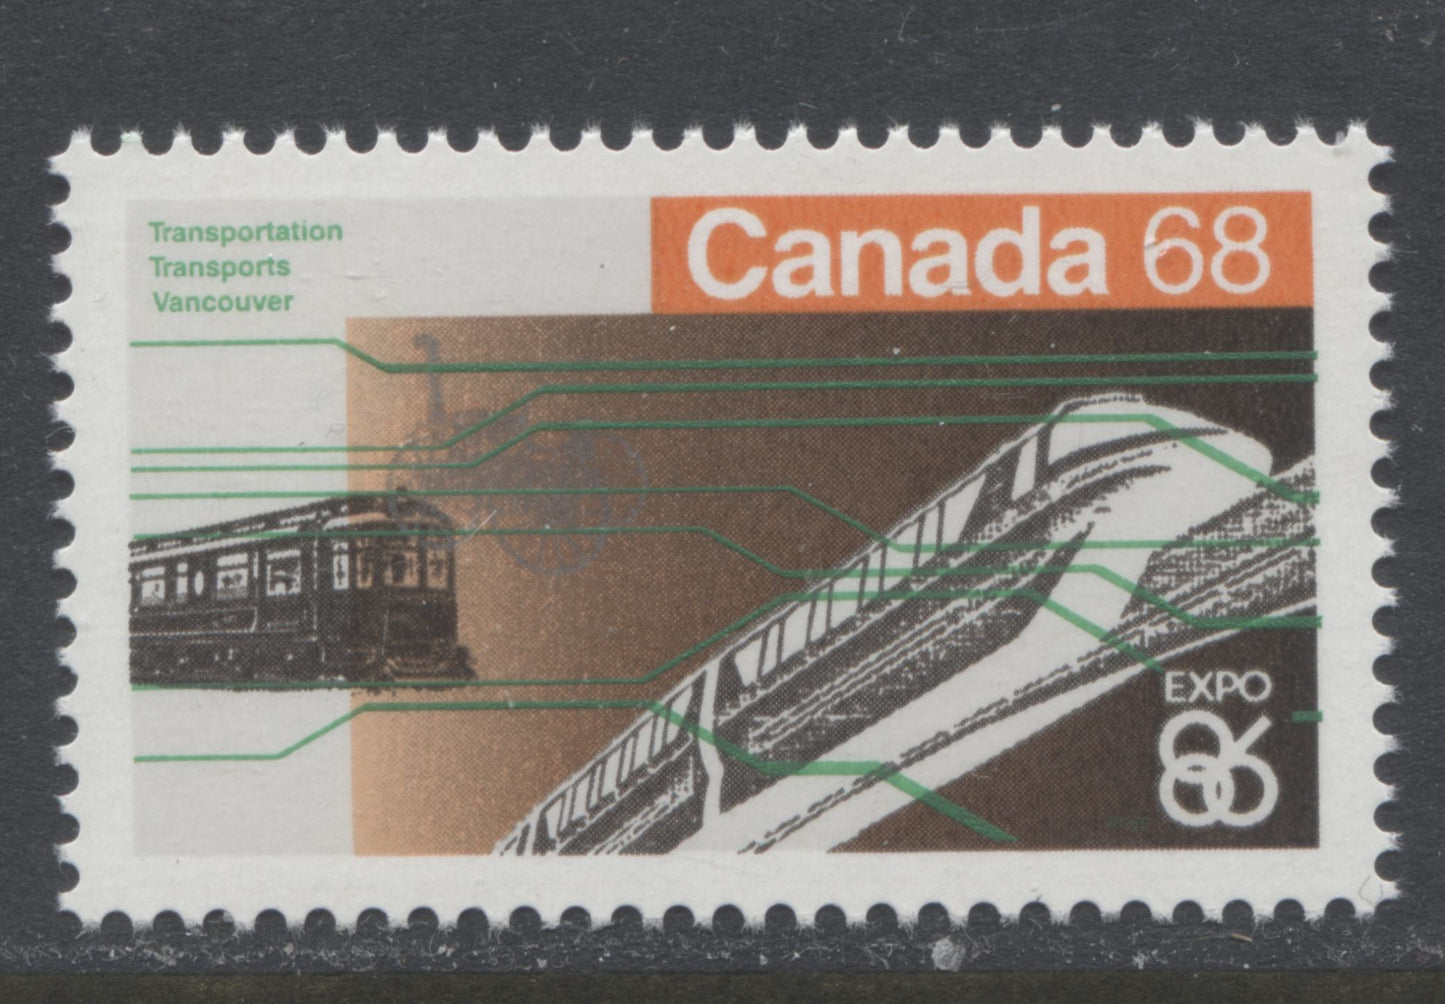 Transportation
Transports
Vancouver
Canada 68
EXPO
86